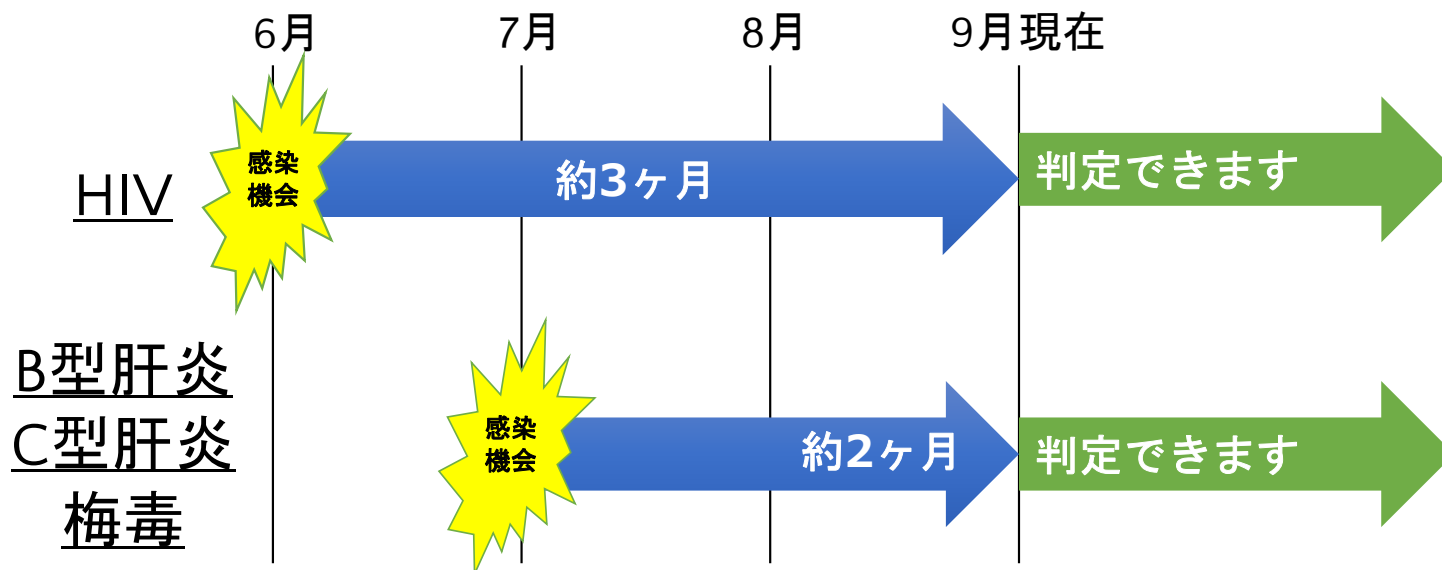 6月 7月 8月 9月現在
HIV
感染
機会
約3ヶ月
判定できます
B型肝炎
C型肝炎
梅毒
感染
機会
約2ヶ月
判定できます